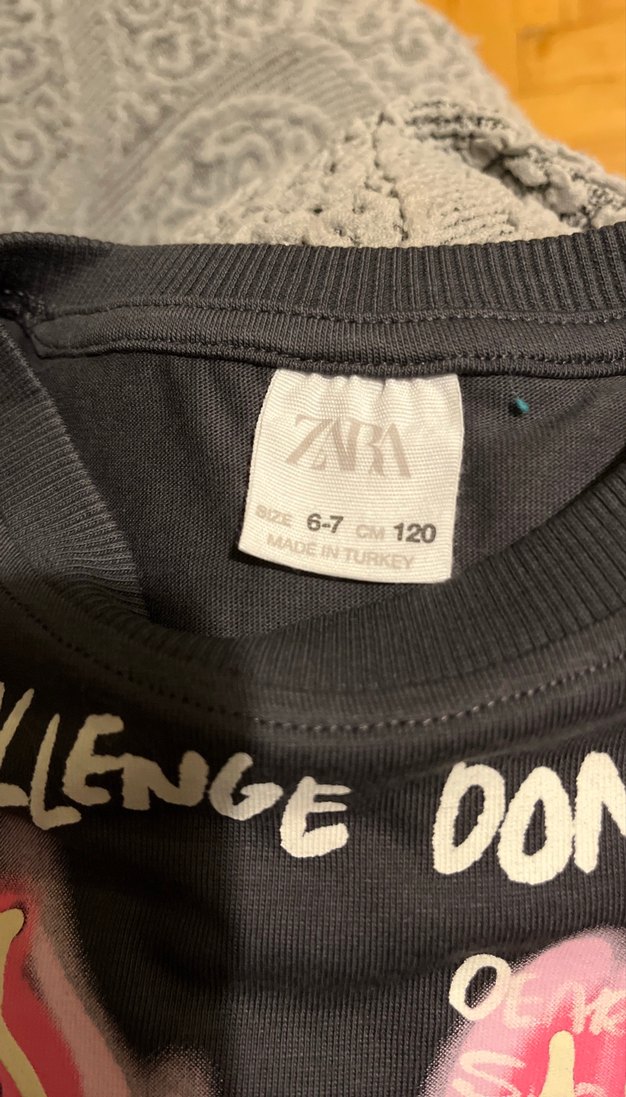 ZARA
SIZE 6-7 CM 120
MADE IN TURKEY
LLENGE DON